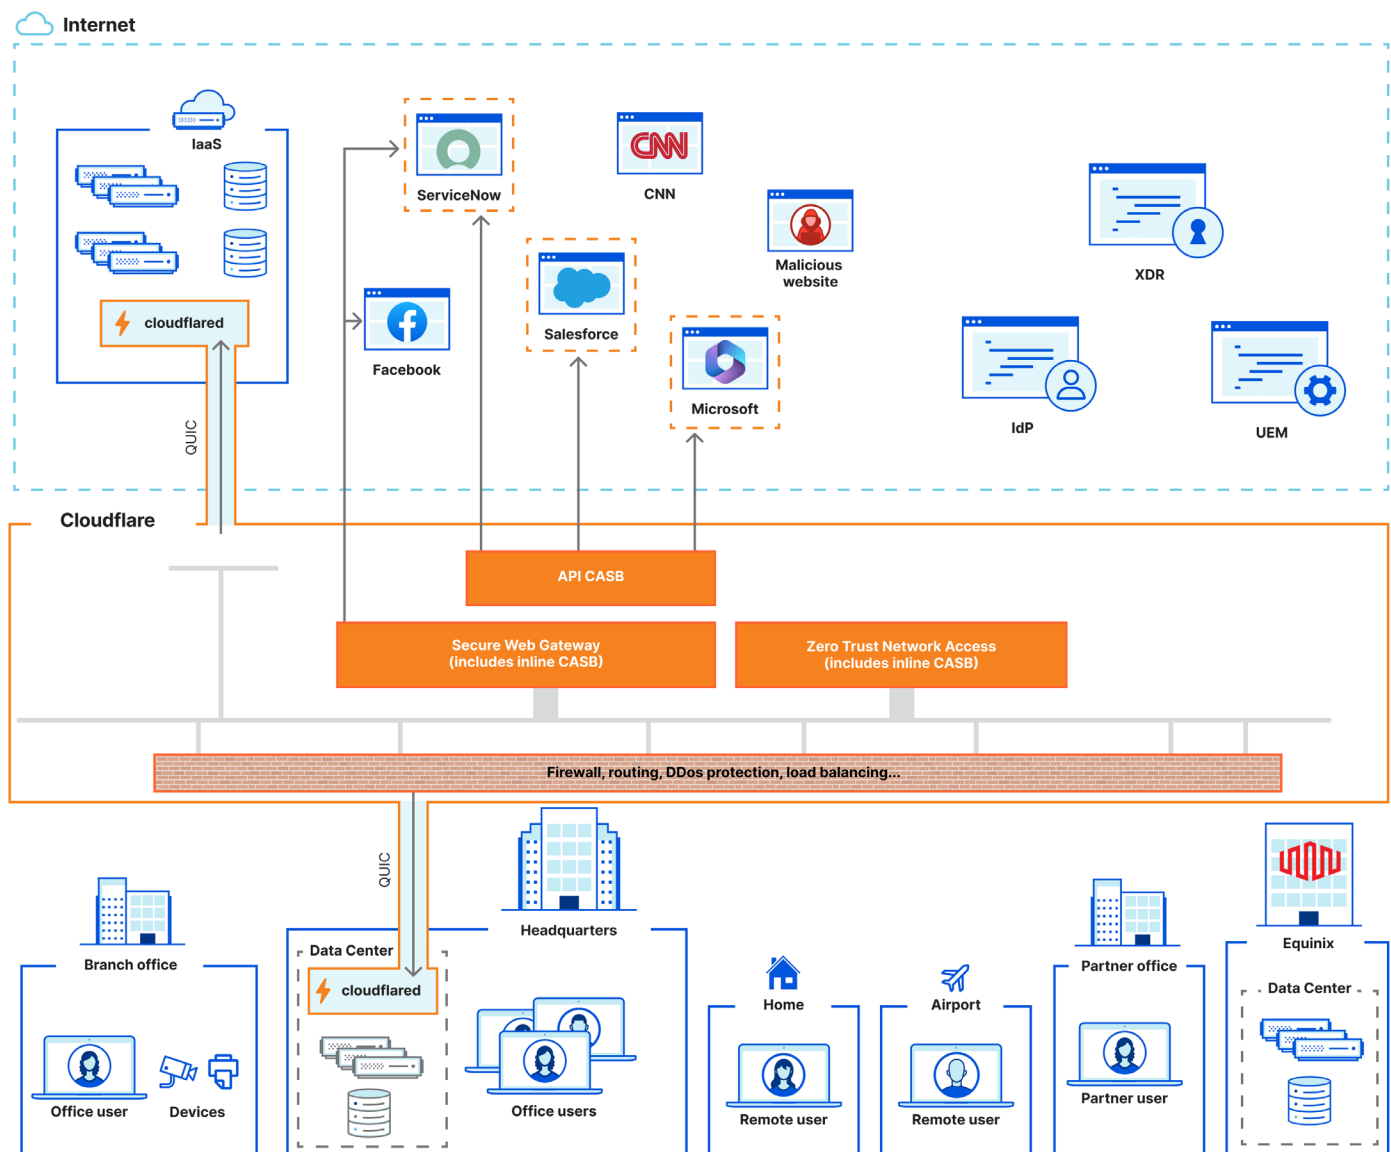 Internet
IaaS
ServiceNow
CNN
CNN
Malicious
website
XDR
cloudflared
Facebook
Salesforce
Microsoft
IdP
UEM
QUIC
Cloudflare
API CASB
Secure Web Gateway
(includes inline CASB)
Zero Trust Network Access
(includes inline CASB)
Firewall, routing, DDos protection, load balancing...
QUIC
Branch office
Headquarters
Data Center
cloudflared
Home
Airport
Partner office
Equinix
Data Center
Office user
Devices
Office users
Remote user
Remote user
Partner user